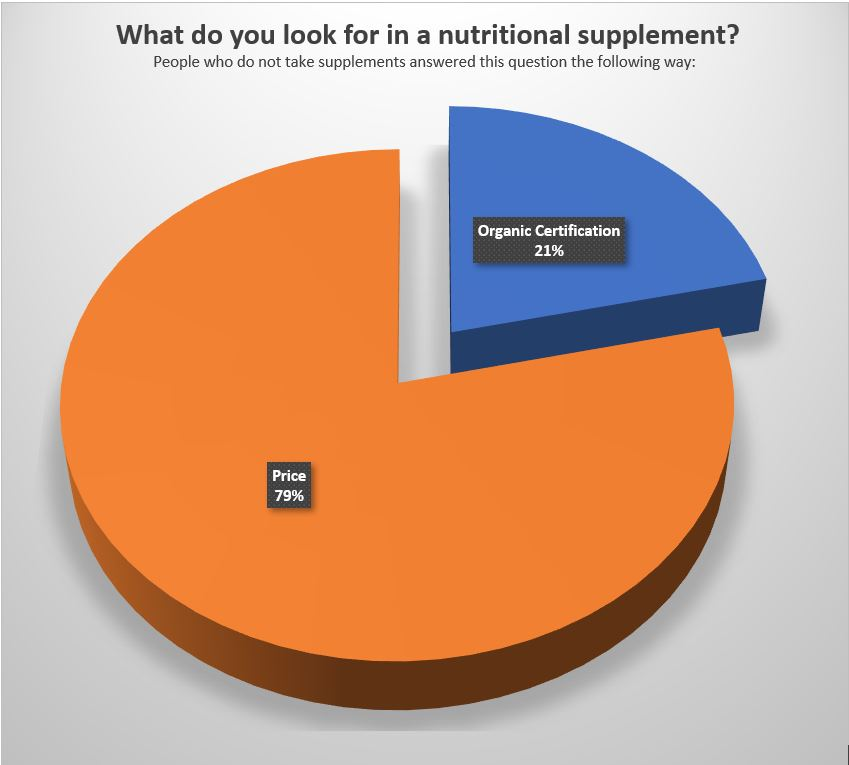 What do you look for in a nutritional supplement?
People who do not take supplements answered this question the following way:
Organic Certification
21%
Price
79%